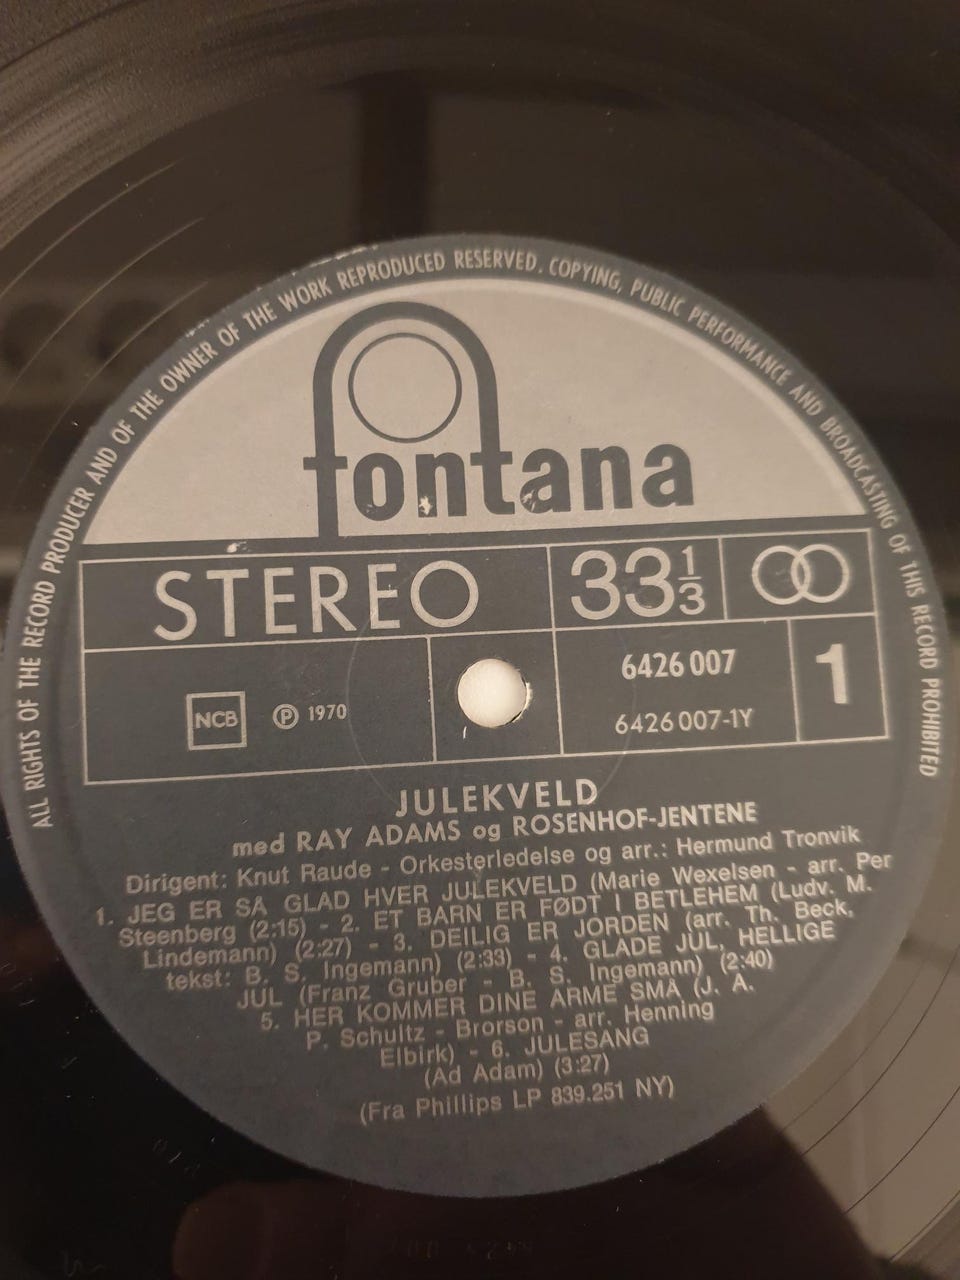 ALL RIGHTS OF THE RECORD PRODUCER AND OF THE OWNER OF THE WORK REPRODUCED RESERVED. COPYING, PUBLIC PERFORMANCE AND BROADCASTING OF THIS RECORD PROHIBITED
fontana
STEREO 33 1/3
NCB ℗ 1970 6426 007 1
6426 007-1Y
JULEKVELD
med RAY ADAMS og ROSENHOF-JENTENE
Dirigent: Knut Raude - Orkesterledelse og arr.: Hermund Tronvik
1. JEG ER SA GLAD HVER JULEKVELD (Marie Wexelsen - arr. Per
Steenberg (2:15) - 2. ET BARN ER FØDT I BETLEHEM (Ludv. M.
Lindemann) (2:27) - 3. DEILIG ER JORDEN (arr. Th. Beck,
tekst: B. S. Ingemann) (2:33) - 4. GLADE JUL, HELLIGE
JUL (Franz Gruber - B. S. Ingemann) (2:40)
5. HER KOMMER DINE ARME SMA (J. A.
P. Schultz - Brorson - arr. Henning
Elbirk) - 6. JULESANG
(Ad Adam) (3:27)
(Fra Phillips LP 839.251 NY)